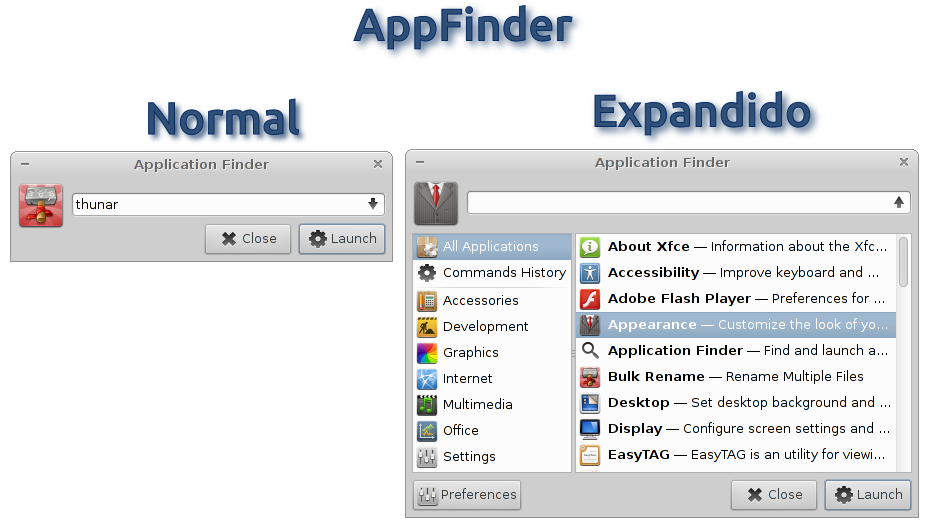 AppFinder
Normal
Expandido
Application Finder
thunar
Close
Launch
Application Finder
All Applications
Commands History
Accessories
Development
Graphics
Internet
Multimedia
Office
Settings
About Xfce — Information about the Xfc...
Accessibility — Improve keyboard and ...
Adobe Flash Player — Preferences for ...
Appearance — Customize the look of yo...
Application Finder — Find and launch a...
Bulk Rename — Rename Multiple Files
Desktop — Set desktop background and ...
Display — Configure screen settings and ...
EasyTAG — EasyTAG is an utility for viewi...
Preferences
Close
Launch